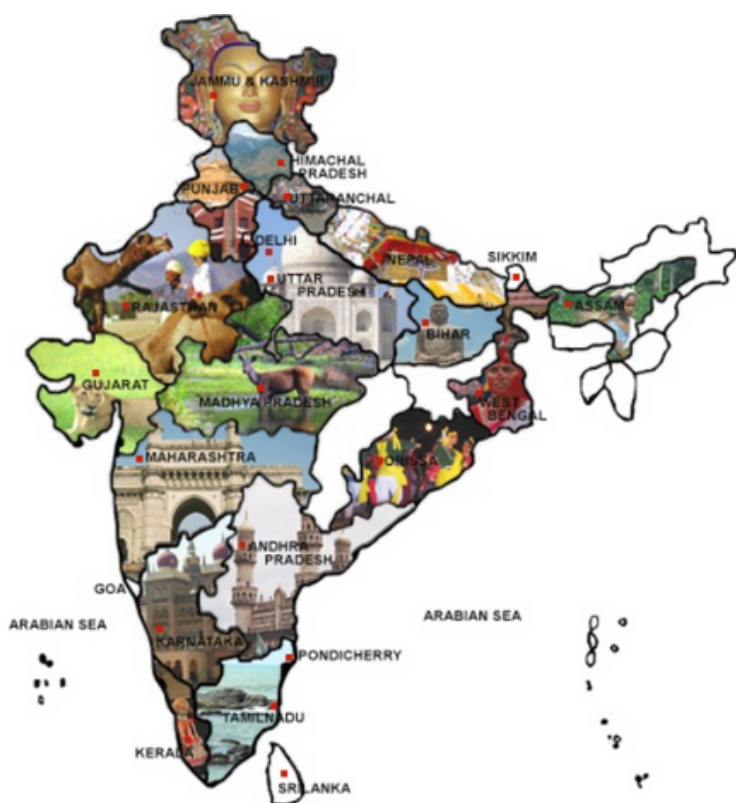 JAMMU & KASHMIR
HIMACHAL
PRADESH
PUNJAB
UTTARANCHAL
DELHI
NEPAL
SIKKIM
UTTAR
PRADESH
RAJASTHAN
ASSAM
BIHAR
GUJARAT
MADHYA PRADESH
WEST
BENGAL
MAHARASHTRA
ORISSA
ANDHRA
PRADESH
GOA
ARABIAN SEA
ARABIAN SEA
KARNATAKA
PONDICHERRY
TAMILNADU
KERADA
SRILANKA